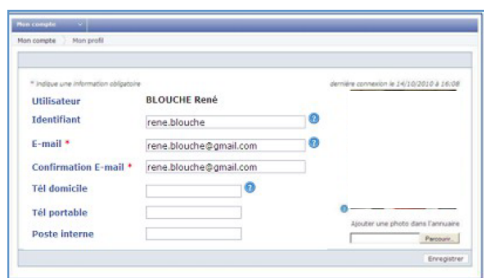 Mon compte
Mon compte Mon profil
* Indique une information obligatoire
dernière connexion le 14/10/2010 à 16:08
Utilisateur BLOUCHE René
Identifiant rene.blouche ?
E-mail * rene.blouche@gmail.com ?
Confirmation E-mail * rene.blouche@gmail.com
Tél domicile ?
Tél portable
Poste interne
?
Ajouter une photo dans l'annuaire
Parcourir...
Enregistrer